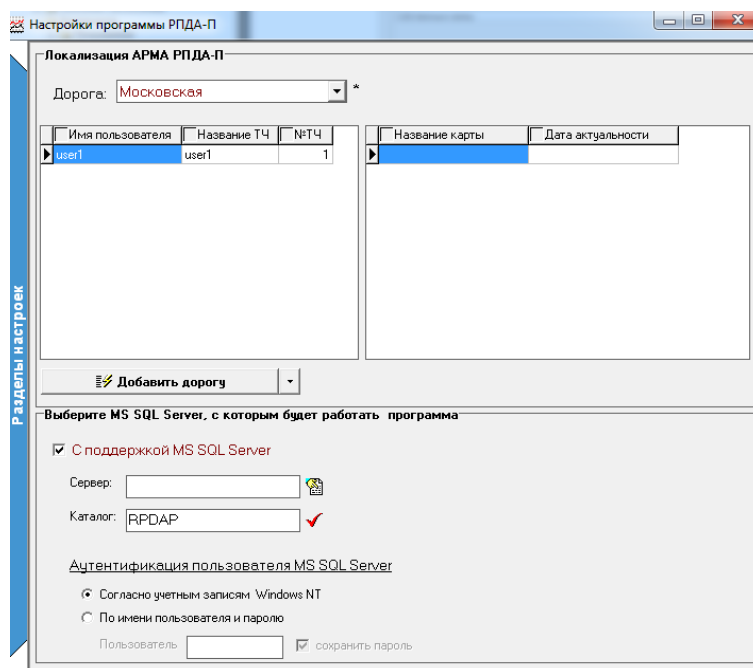 Настройки программы РПДА-П
Локализация АРМА РПДА-П
Дорога: Московская *
Имя пользователя Название ТЧ №ТЧ
user1 user1 1
Название карты Дата актуальности
Добавить дорогу
Разделы настроек
Выберите MS SQL Server, с которым будет работать программа
С поддержкой MS SQL Server
Сервер:
Каталог: RPDAP
Аутентификация пользователя MS SQL Server
Согласно учетным записям Windows NT
По имени пользователя и паролю
Пользователь сохранить пароль